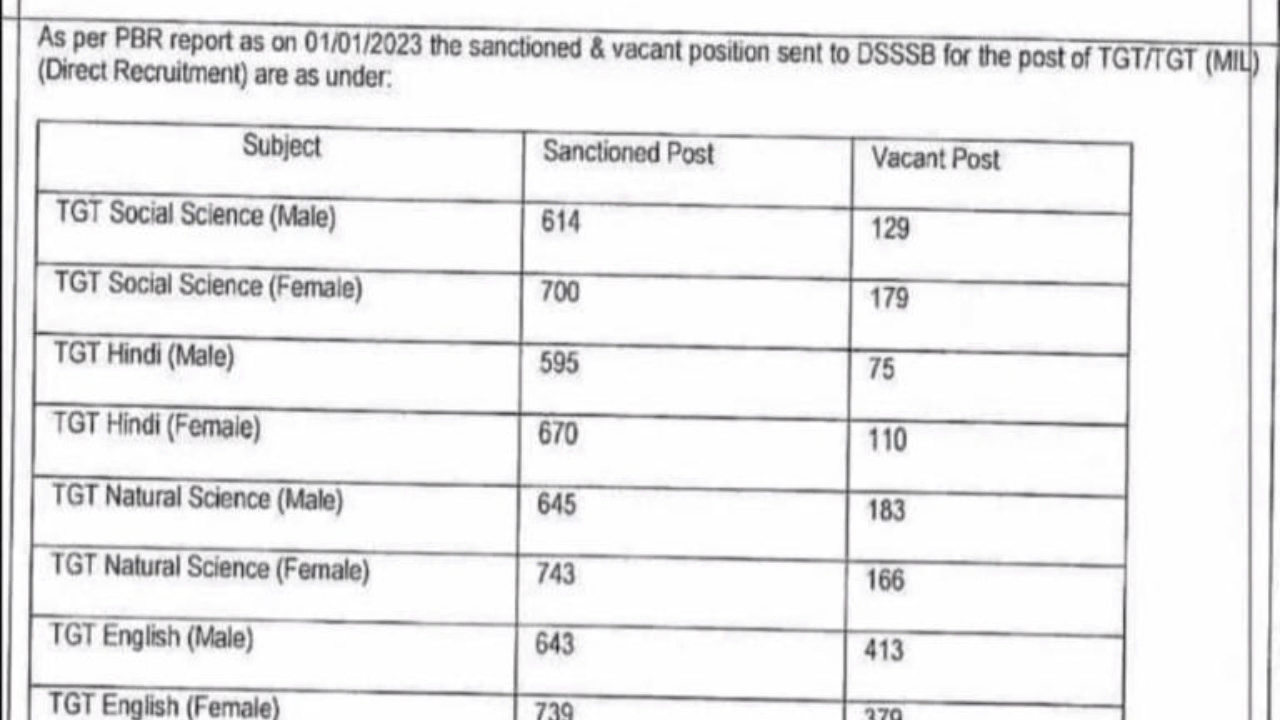 As per PBR report as on 01/01/2023 the sanctioned & vacant position sent to DSSSB for the post of TGT/TGT (MIL)
(Direct Recruitment) are as under:
Subject Sanctioned Post Vacant Post
TGT Social Science (Male) 614 129
TGT Social Science (Female) 700 179
TGT Hindi (Male) 595 75
TGT Hindi (Female) 670 110
TGT Natural Science (Male) 645 183
TGT Natural Science (Female) 743 166
TGT English (Male) 643 413
TGT English (Female) 739 379